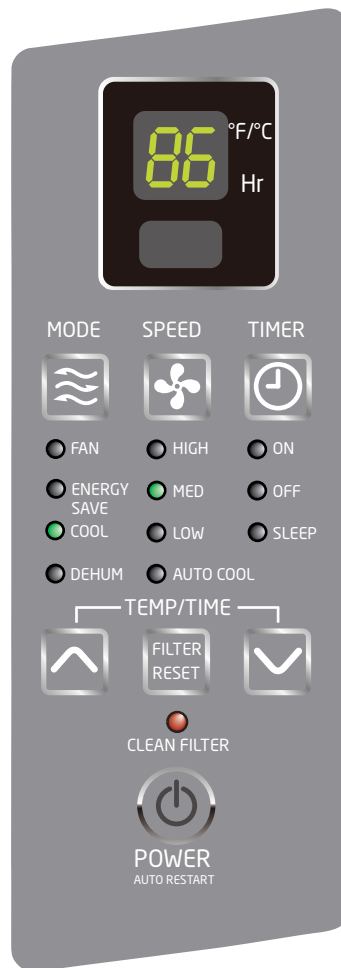 86 °F/°C
Hr
MODE SPEED TIMER
FAN HIGH ON
ENERGY SAVE MED OFF
COOL LOW SLEEP
DEHUM AUTO COOL
TEMP/TIME
FILTER
RESET
CLEAN FILTER
POWER
AUTO RESTART